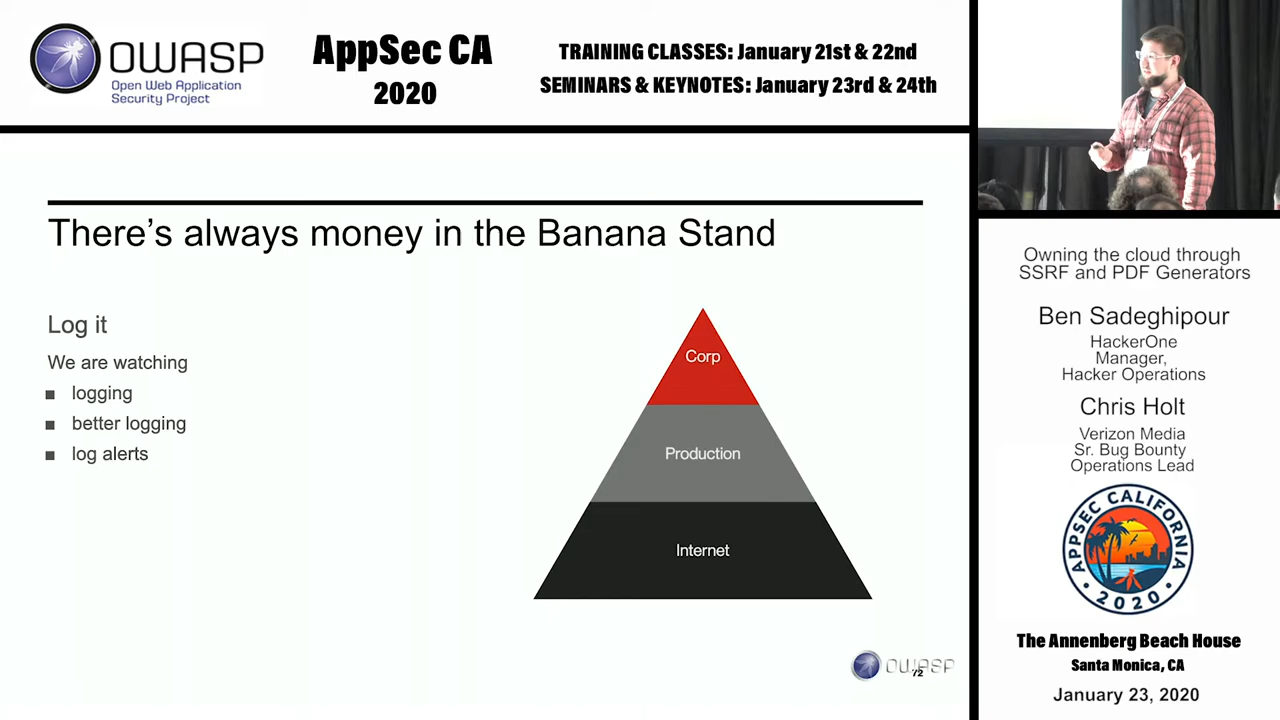 OWASP
Open Web Application
Security Project
AppSec CA
2020
TRAINING CLASSES: January 21st & 22nd
SEMINARS & KEYNOTES: January 23rd & 24th
There's always money in the Banana Stand
Log it
We are watching
logging
better logging
log alerts
Corp
Production
Internet
OWASP
72
Owning the cloud through
SSRF and PDF Generators
Ben Sadeghipour
HackerOne
Manager,
Hacker Operations
Chris Holt
Verizon Media
Sr. Bug Bounty
Operations Lead
APPSEC CALIFORNIA
• 2020 •
The Annenberg Beach House
Santa Monica, CA
January 23, 2020